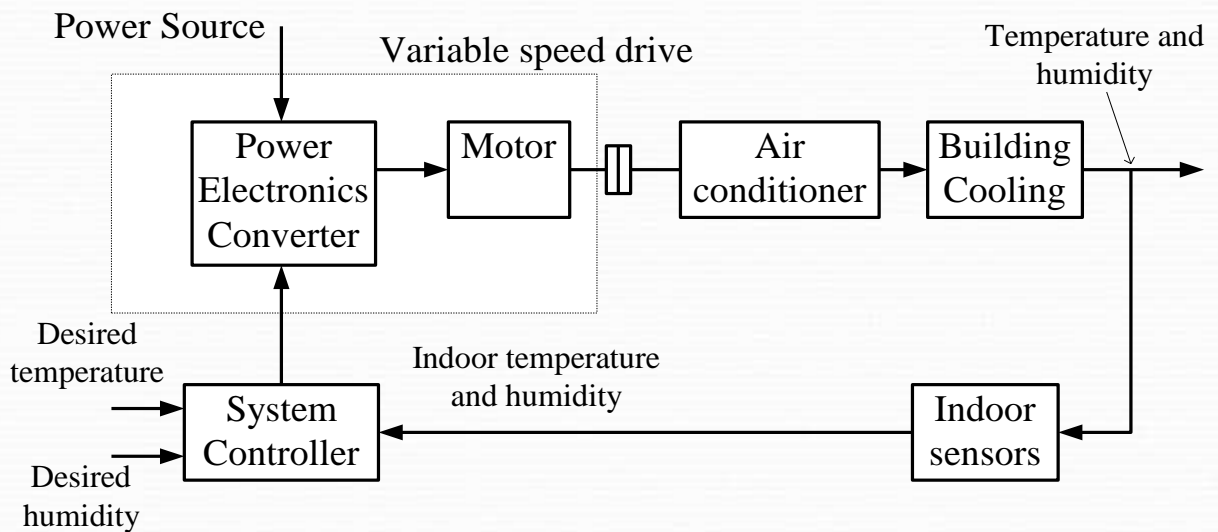 Power Source
Variable speed drive
Temperature and
humidity
Power
Electronics
Converter
Motor
Air
conditioner
Building
Cooling
Desired
temperature
Indoor temperature
and humidity
System
Controller
Indoor
sensors
Desired
humidity